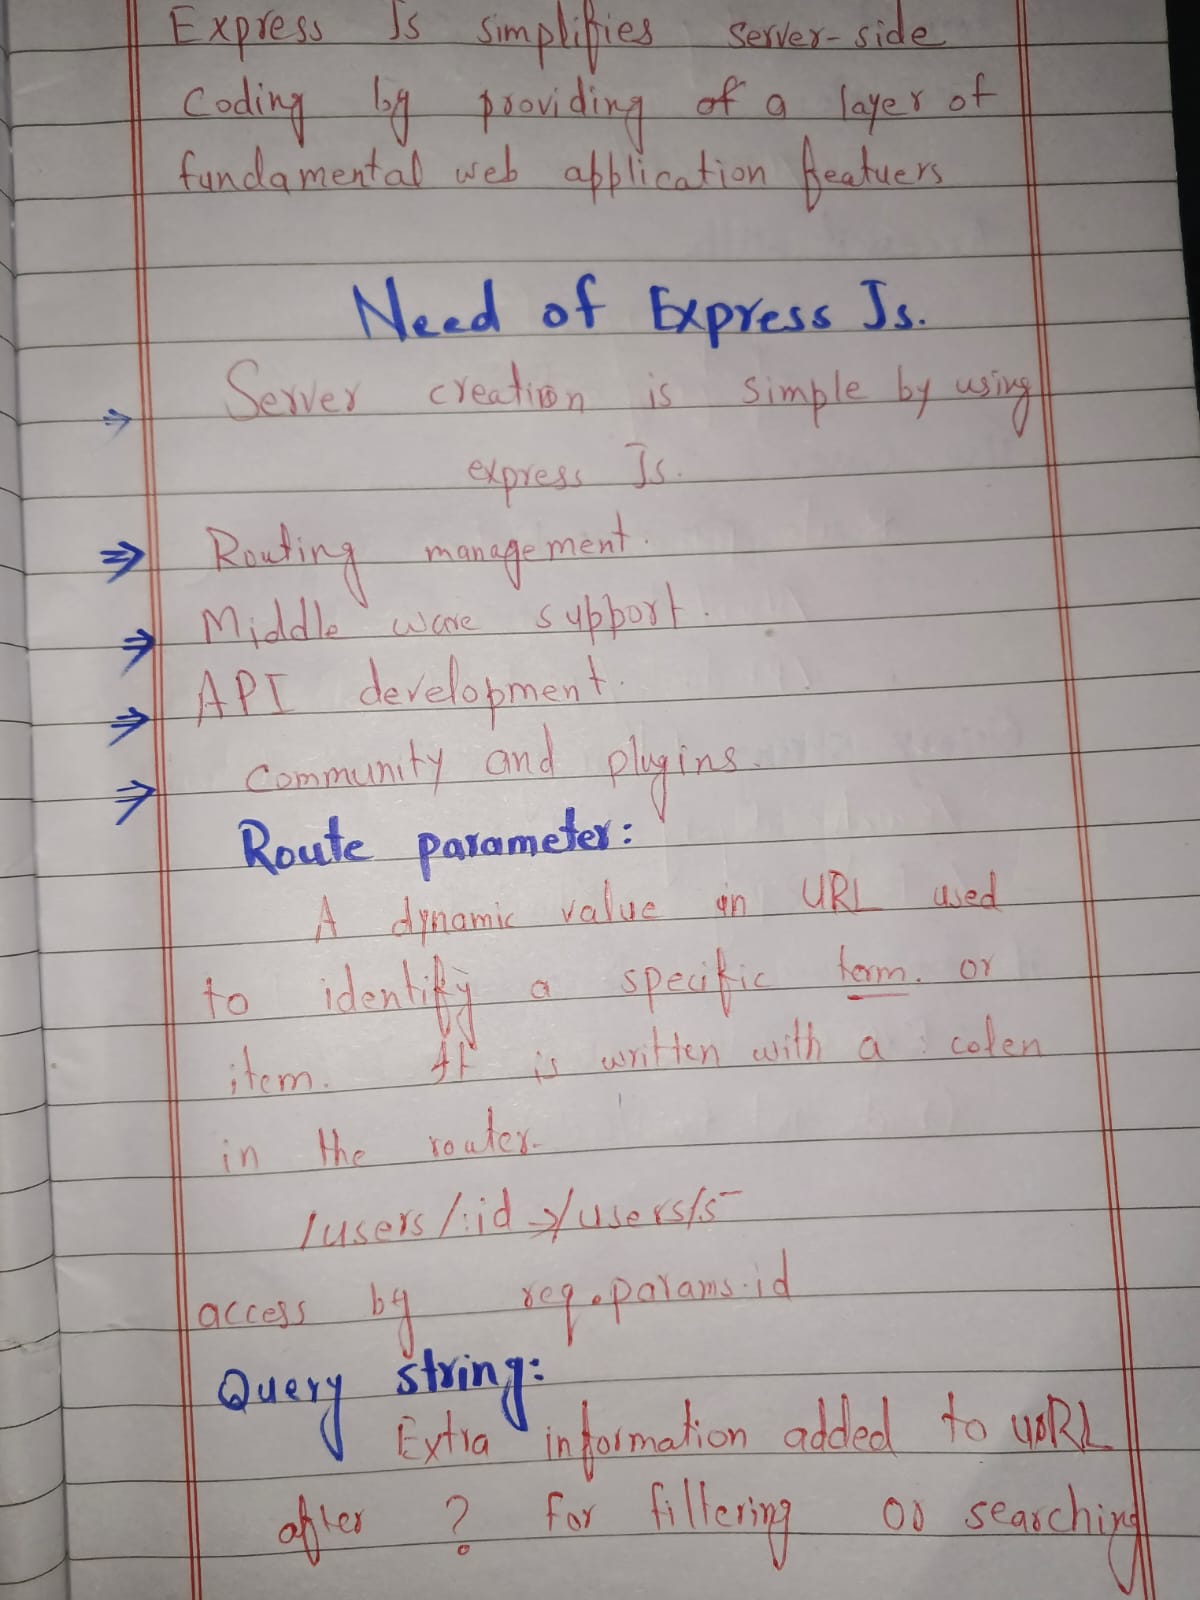 Express Js simplifies server-side
Coding by providing of a layer of
fundamental web application featuers
Need of Express Js.
⇒ Server creation is simple by using
express Js.
⇒ Routing management.
⇒ Middle ware support.
⇒ API development.
⇒ Community and plugins.
Route parameter:
A dynamic value in URL used
to identify a specific term. or
item. It is written with a : colen
in the router.
/users/:id → /users/5
access by req.params.id
Query string:
Extra information added to URL
after ? for filtering or searching